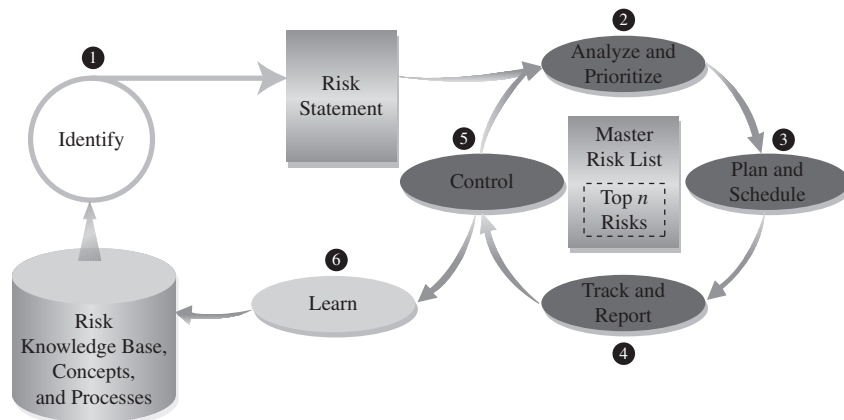 1
Identify
Risk
Statement
2
Analyze and
Prioritize
3
Plan and
Schedule
Master
Risk List
Top n
Risks
4
Track and
Report
5
Control
6
Learn
Risk
Knowledge Base,
Concepts,
and Processes